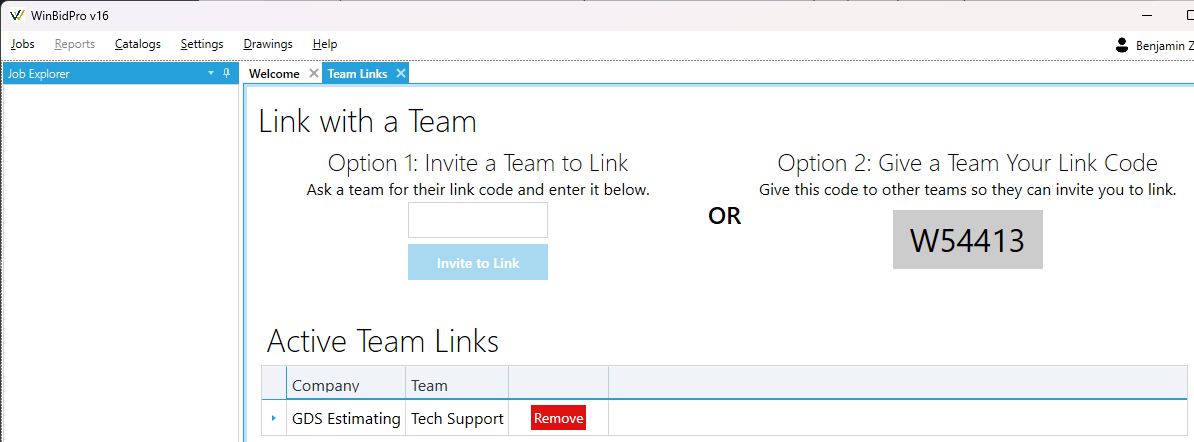 WinBidPro v16
Jobs Reports Catalogs Settings Drawings Help Benjamin Z
Job Explorer Welcome Team Links
Link with a Team
Option 1: Invite a Team to Link
Ask a team for their link code and enter it below.
Invite to Link
OR
Option 2: Give a Team Your Link Code
Give this code to other teams so they can invite you to link.
W54413
Active Team Links
Company Team
GDS Estimating Tech Support Remove